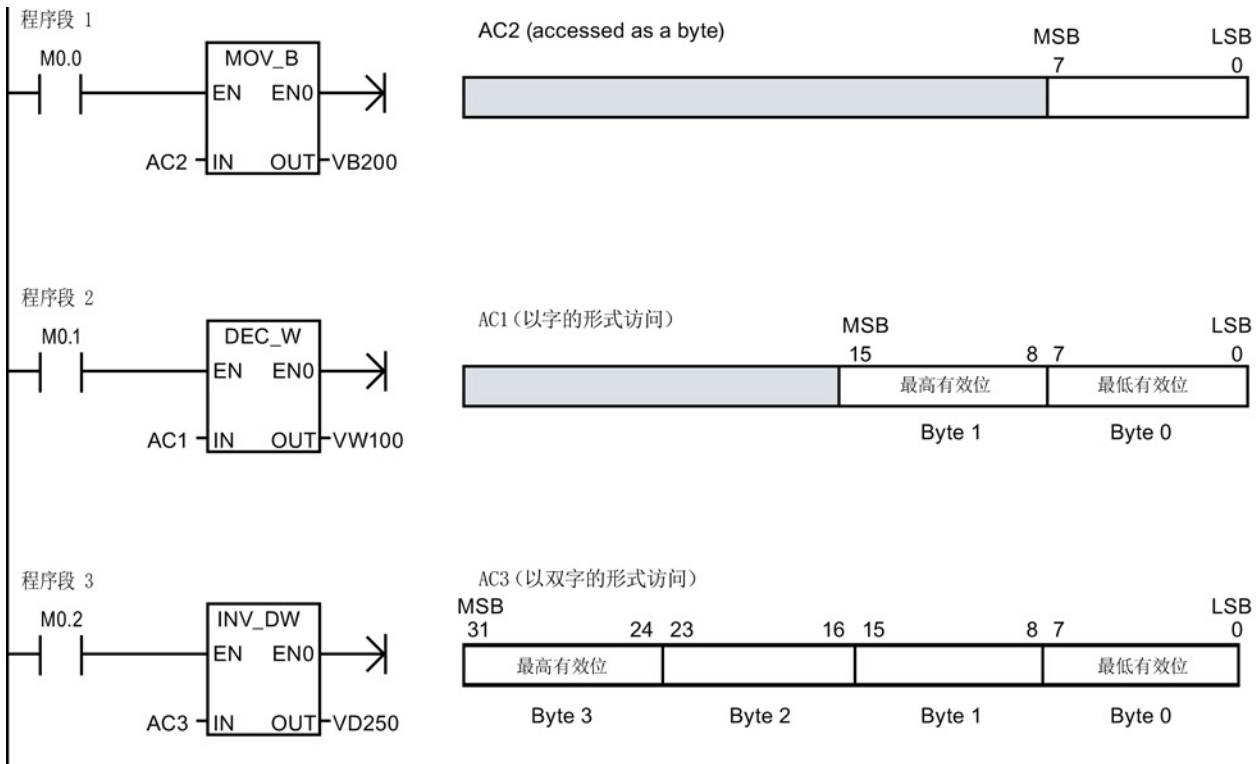 程序段 1
M0.0
MOV_B
EN EN0
AC2 IN OUT VB200
AC2 (accessed as a byte)
MSB LSB
7 0
程序段 2
M0.1
DEC_W
EN EN0
AC1 IN OUT VW100
AC1(以字的形式访问)
MSB LSB
15 8 7 0
最高有效位 最低有效位
Byte 1 Byte 0
程序段 3
M0.2
INV_DW
EN EN0
AC3 IN OUT VD250
AC3(以双字的形式访问)
MSB LSB
31 24 23 16 15 8 7 0
最高有效位 最低有效位
Byte 3 Byte 2 Byte 1 Byte 0